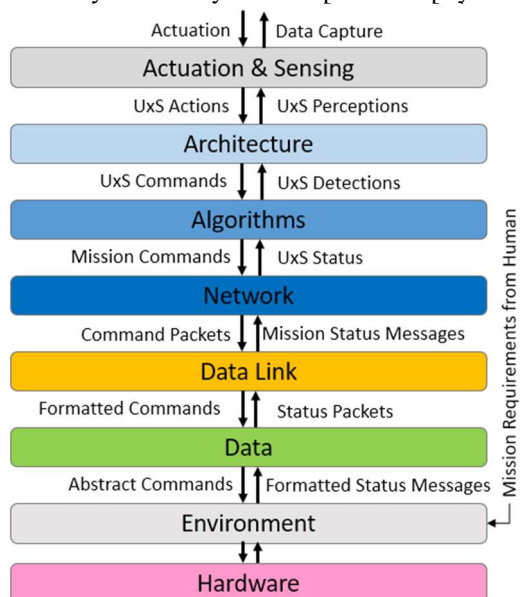 Actuation
Data Capture
Actuation & Sensing
UxS Actions
UxS Perceptions
Architecture
UxS Commands
UxS Detections
Algorithms
Mission Commands
UxS Status
Network
Command Packets
Mission Status Messages
Data Link
Formatted Commands
Status Packets
Data
Abstract Commands
Formatted Status Messages
Environment
Hardware
Mission Requirements from Human